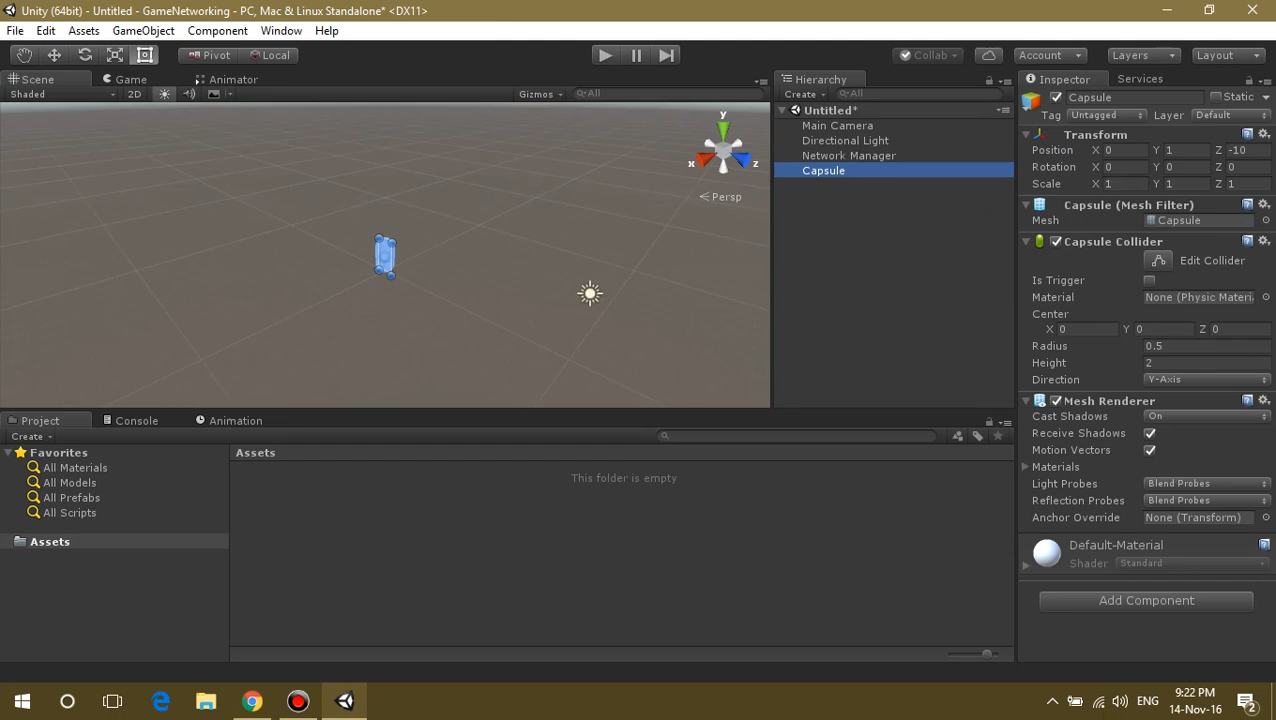 Unity (64bit) - Untitled - GameNetworking - PC, Mac & Linux Standalone* <DX11>
File Edit Assets GameObject Component Window Help
Pivot Local Collab Account Layers Layout
Scene Game Animator
Shaded 2D Gizmos All
y
x
z
Persp
Hierarchy
Create All
Untitled*
Main Camera
Directional Light
Network Manager
Capsule
Inspector Services
Capsule Static
Tag Untagged Layer Default
Transform
Position X 0 Y 1 Z -10
Rotation X 0 Y 0 Z 0
Scale X 1 Y 1 Z 1
Capsule (Mesh Filter)
Mesh Capsule
Capsule Collider
Edit Collider
Is Trigger
Material None (Physic Materi
Center
X 0 Y 0 Z 0
Radius 0.5
Height 2
Direction Y-Axis
Mesh Renderer
Cast Shadows On
Receive Shadows
Motion Vectors
Materials
Light Probes Blend Probes
Reflection Probes Blend Probes
Anchor Override None (Transform)
Default-Material
Shader Standard
Add Component
Project Console Animation
Create
Favorites
All Materials
All Models
All Prefabs
All Scripts
Assets
Assets
This folder is empty
ENG
9:22 PM
14-Nov-16
2